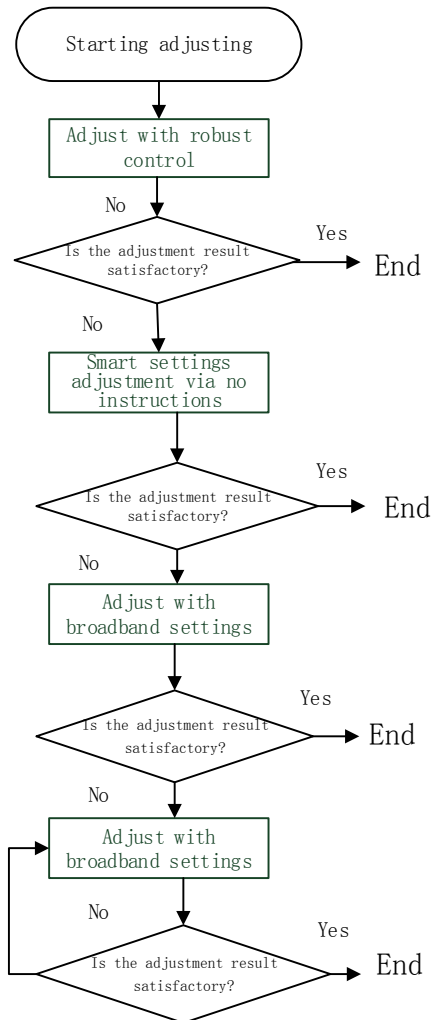 Starting adjusting
Adjust with robust
control
No
Is the adjustment result
satisfactory?
Yes
End
No
Smart settings
adjustment via no
instructions
Is the adjustment result
satisfactory?
Yes
End
No
Adjust with
broadband settings
Is the adjustment result
satisfactory?
Yes
End
No
Adjust with
broadband settings
No
Is the adjustment result
satisfactory?
Yes
End